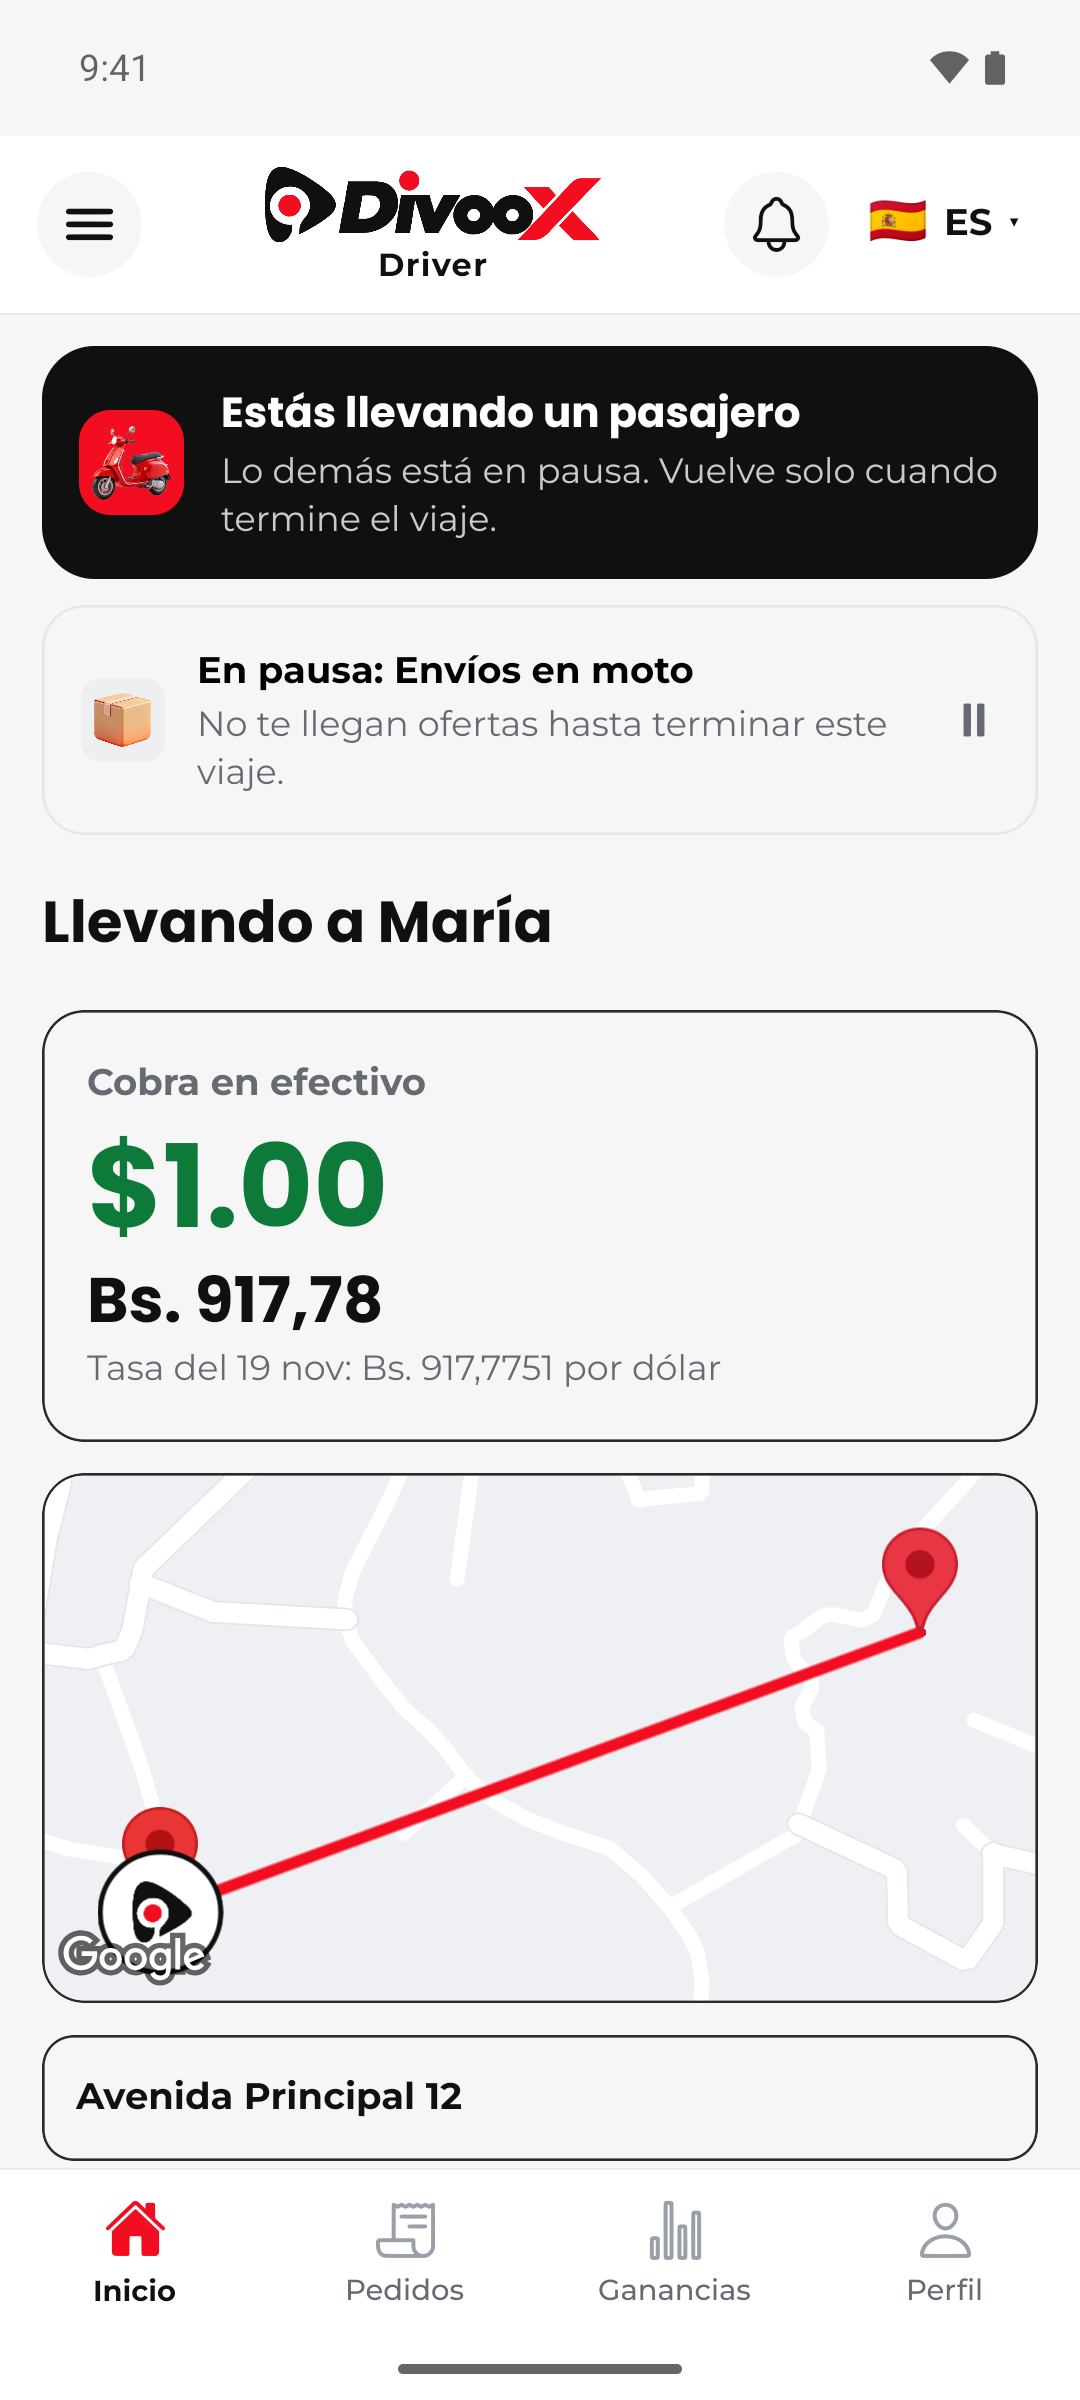 9:41
DivooX
Driver
ES
Estás llevando un pasajero
Lo demás está en pausa. Vuelve solo cuando
termine el viaje.
En pausa: Envíos en moto
No te llegan ofertas hasta terminar este
viaje.
Llevando a María
Cobra en efectivo
$1.00
Bs. 917,78
Tasa del 19 nov: Bs. 917,7751 por dólar
Google
Avenida Principal 12
Inicio
Pedidos
Ganancias
Perfil